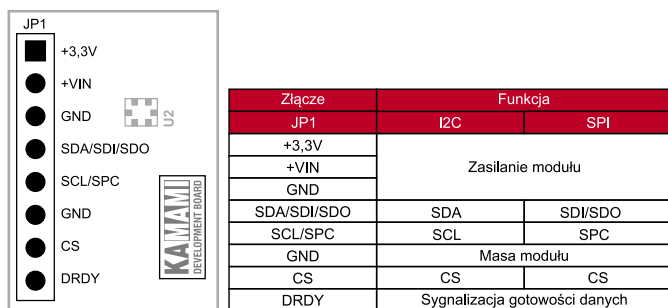 JP1
+3,3V
+VIN
GND
U2
SDA/SDI/SDO
SCL/SPC
GND
CS
DRDY
KAMAMI
DEVELOPMENT BOARD
Złącze Funkcja
JP1 I2C SPI
+3,3V
+VIN Zasilanie modułu
GND
SDA/SDI/SDO SDA SDI/SDO
SCL/SPC SCL SPC
GND Masa modułu
CS CS CS
DRDY Sygnalizacja gotowości danych